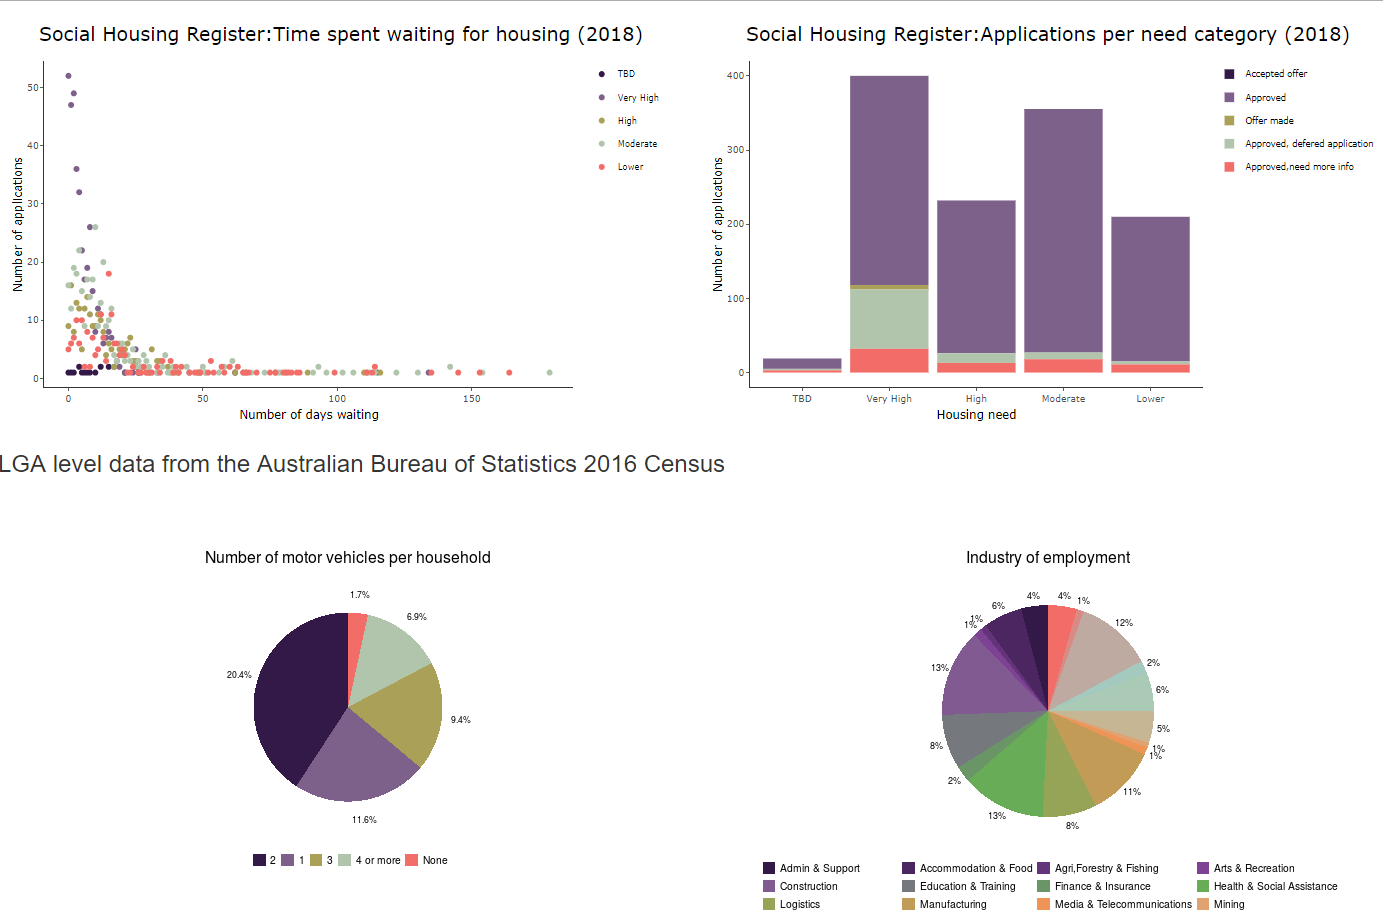 Social Housing Register:Time spent waiting for housing (2018)
Number of applications
50
40
30
20
10
0
0
50
100
150
Number of days waiting
TBD
Very High
High
Moderate
Lower
Social Housing Register:Applications per need category (2018)
Number of applications
400
300
200
100
0
TBD
Very High
High
Moderate
Lower
Housing need
Accepted offer
Approved
Offer made
Approved, defered application
Approved,need more info
LGA level data from the Australian Bureau of Statistics 2016 Census
Number of motor vehicles per household
1.7%
6.9%
9.4%
11.6%
20.4%
2
1
3
4 or more
None
Industry of employment
4%
1%
12%
2%
6%
5%
1%
1%
11%
8%
13%
2%
8%
13%
1%
1%
6%
4%
Admin & Support
Accommodation & Food
Agri,Forestry & Fishing
Arts & Recreation
Construction
Education & Training
Finance & Insurance
Health & Social Assistance
Logistics
Manufacturing
Media & Telecommunications
Mining